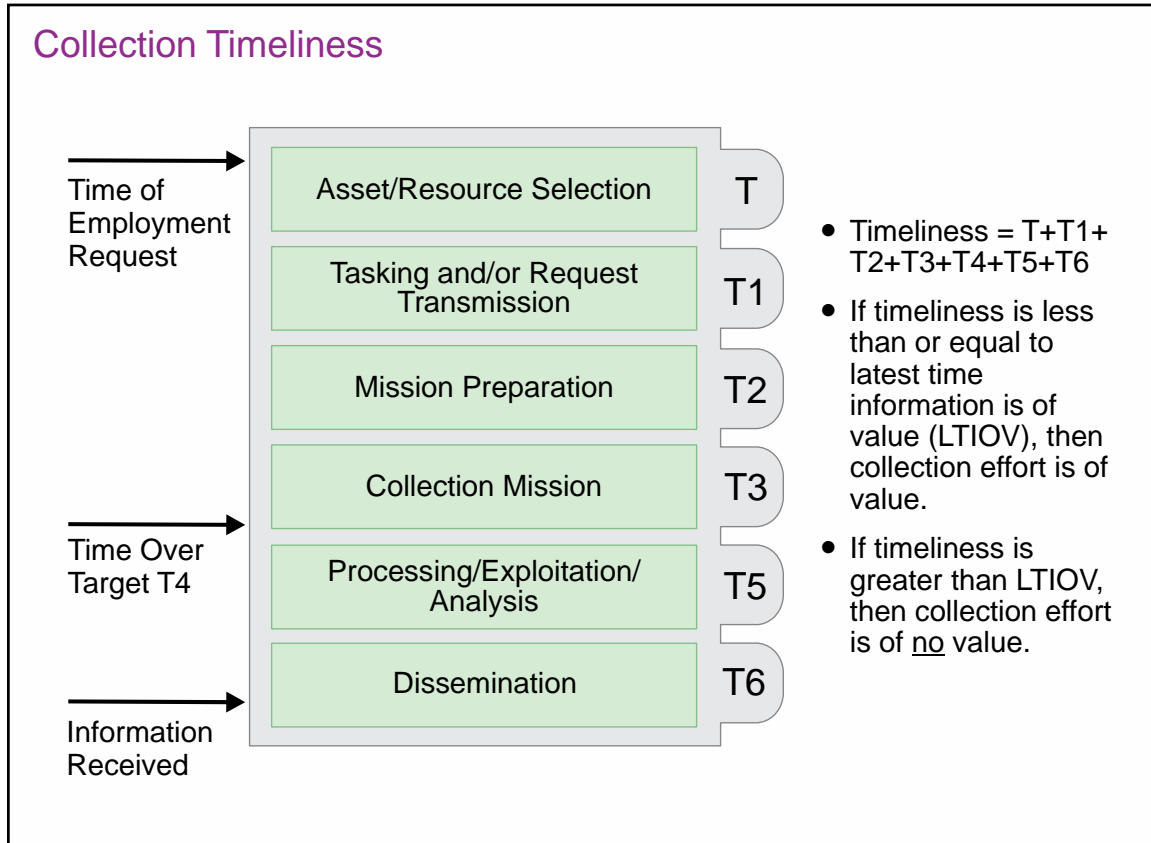 Collection Timeliness
Time of
Employment
Request
Asset/Resource Selection
T
Tasking and/or Request
Transmission
T1
Mission Preparation
T2
Collection Mission
T3
Time Over
Target T4
Processing/Exploitation/
Analysis
T5
Dissemination
T6
Information
Received
• Timeliness = T+T1+
T2+T3+T4+T5+T6
• If timeliness is less
than or equal to
latest time
information is of
value (LTIOV), then
collection effort is of
value.
• If timeliness is
greater than LTIOV,
then collection effort
is of no value.